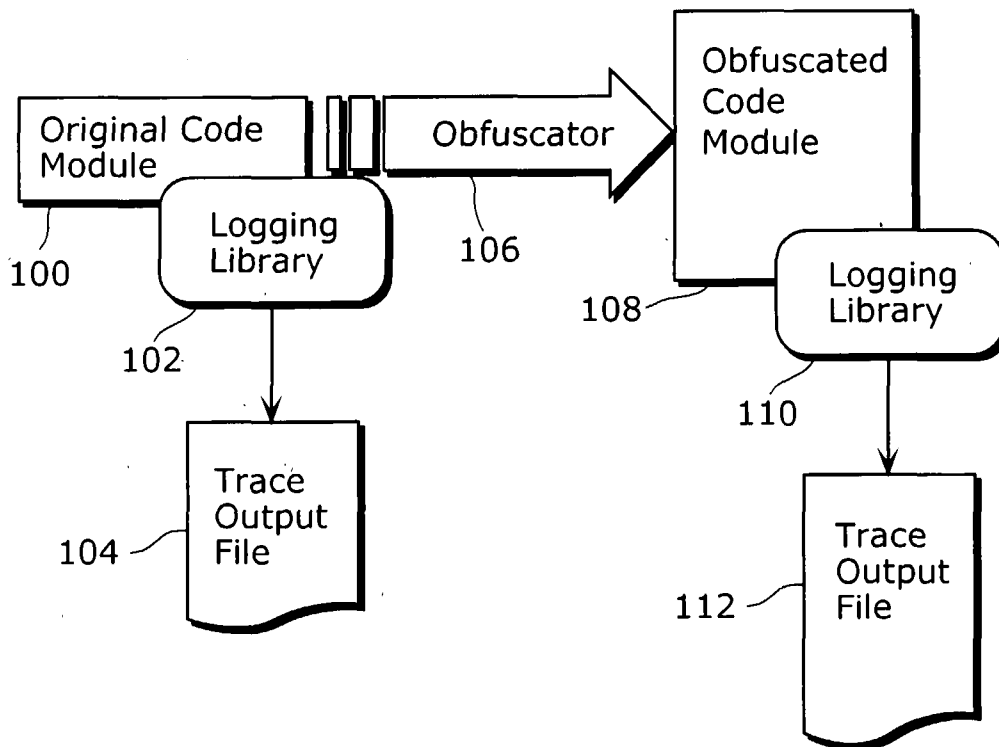 Original Code
Module
100
Logging
Library
102
Trace
Output
File
104
Obfuscator
106
Obfuscated
Code
Module
108
Logging
Library
110
Trace
Output
File
112